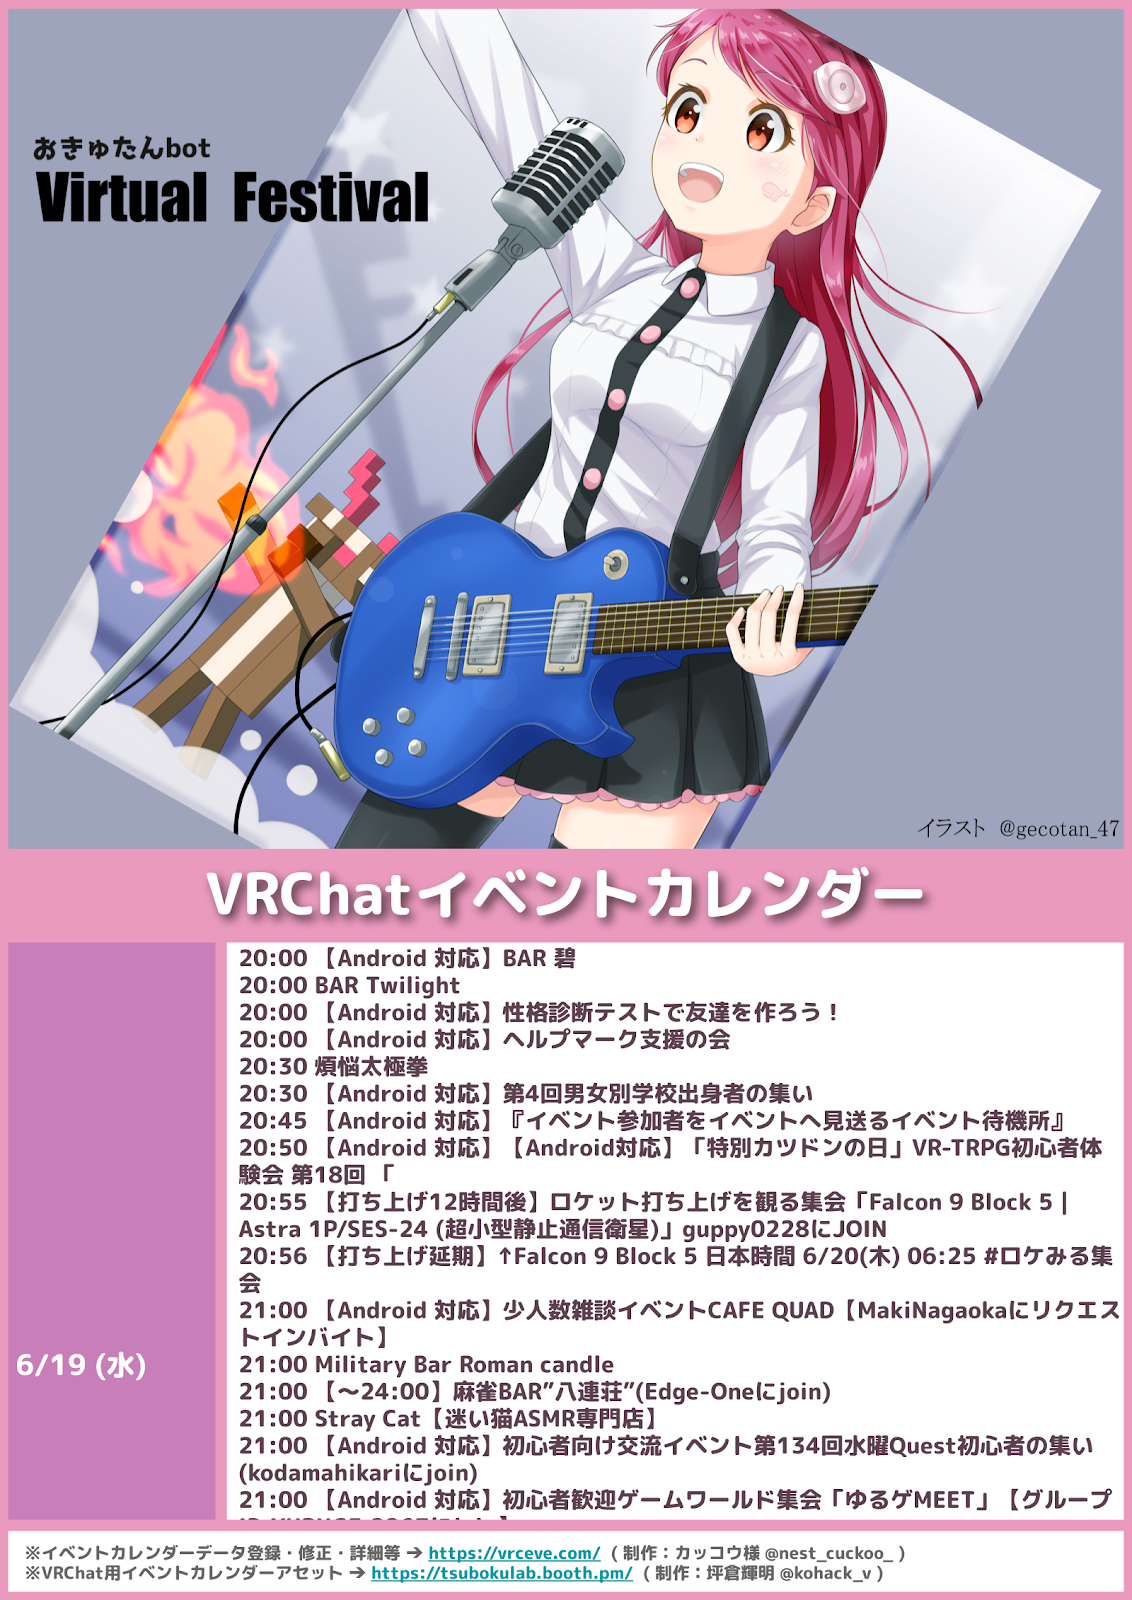 おきゅたんbot
Virtual Festival
イラスト @gecotan_47
VRChatイベントカレンダー
6/19 (水)
20:00 【Android 対応】BAR 碧
20:00 BAR Twilight
20:00 【Android 対応】性格診断テストで友達を作ろう！
20:00 【Android 対応】ヘルプマーク支援の会
20:30 煩悩太極拳
20:30 【Android 対応】第4回男女別学校出身者の集い
20:45 【Android 対応】『イベント参加者をイベントへ見送るイベント待機所』
20:50 【Android 対応】【Android対応】「特別カツドンの日」VR-TRPG初心者体
験会 第18回 「
20:55 【打ち上げ12時間後】ロケット打ち上げを観る集会「Falcon 9 Block 5 |
Astra 1P/SES-24 (超小型静止通信衛星)」guppy0228にJOIN
20:56 【打ち上げ延期】↑Falcon 9 Block 5 日本時間 6/20(木) 06:25 #ロケみる集
会
21:00 【Android 対応】少人数雑談イベントCAFE QUAD【MakiNagaokaにリクエス
トインバイト】
21:00 Military Bar Roman candle
21:00 【～24:00】麻雀BAR”八連荘”(Edge-Oneにjoin)
21:00 Stray Cat【迷い猫ASMR専門店】
21:00 【Android 対応】初心者向け交流イベント第134回水曜Quest初心者の集い
(kodamahikariにjoin)
21:00 【Android 対応】初心者歓迎ゲームワールド集会「ゆるゲMEET」【グループ
※イベントカレンダーデータ登録・修正・詳細等 → https://vrceve.com/ ( 制作：カッコウ様 @nest_cuckoo_ )
※VRChat用イベントカレンダーアセット → https://tsubokulab.booth.pm/ ( 制作：坪倉輝明 @kohack_v )